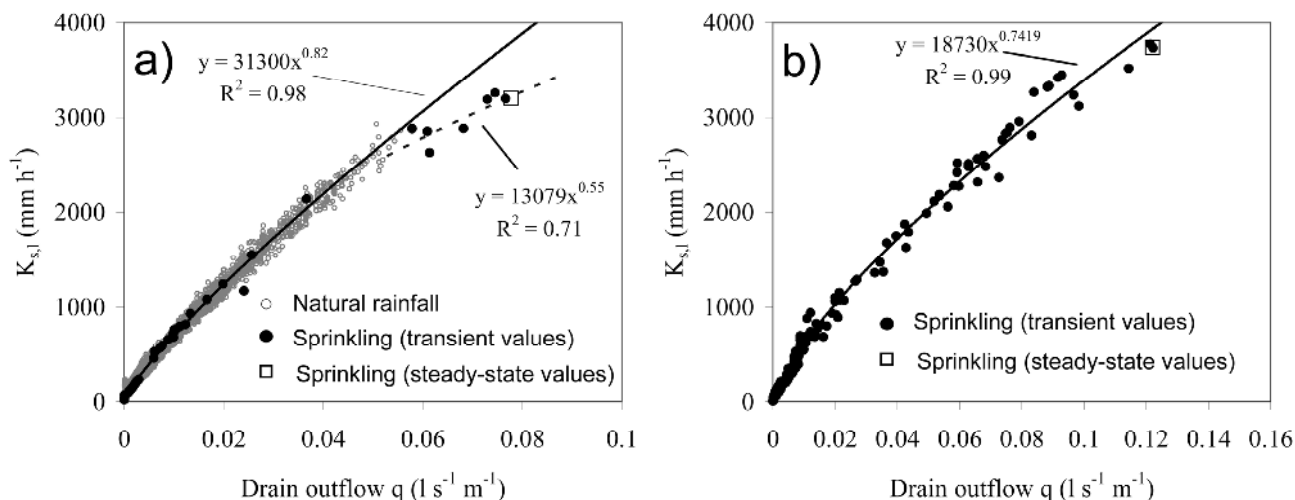 a)
y = 31300x^0.82
R² = 0.98
y = 13079x^0.55
R² = 0.71
Natural rainfall
Sprinkling (transient values)
Sprinkling (steady-state values)
K_s,l (mm h⁻¹)
4000
3000
2000
1000
0
0 0.02 0.04 0.06 0.08 0.1
Drain outflow q (l s⁻¹ m⁻¹)
b)
y = 18730x^0.7419
R² = 0.99
Sprinkling (transient values)
Sprinkling (steady-state values)
K_s,l (mm h⁻¹)
4000
3000
2000
1000
0
0 0.02 0.04 0.06 0.08 0.1 0.12 0.14 0.16
Drain outflow q (l s⁻¹ m⁻¹)